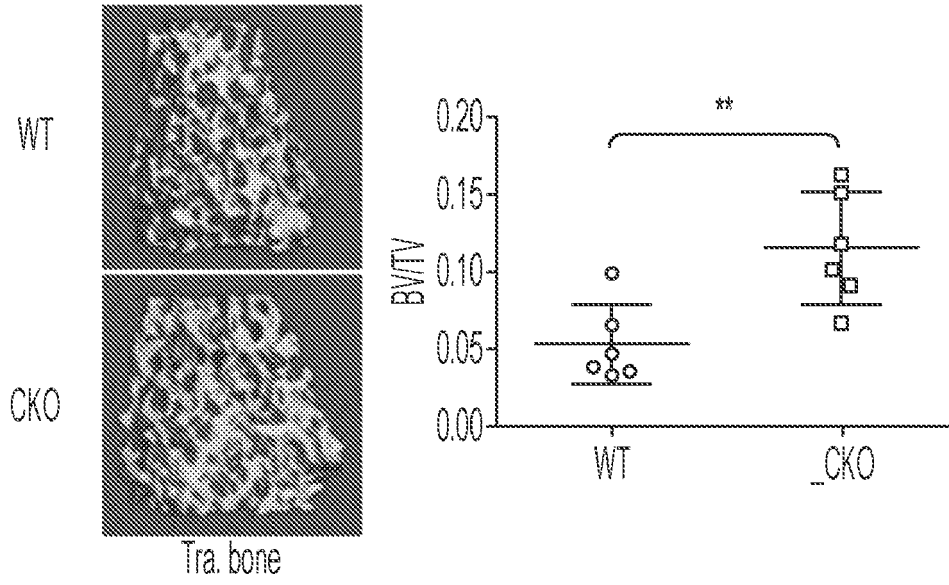 WT
CKO
Tra. bone
**
BV/TV
0.20
0.15
0.10
0.05
0.00
WT
_CKO